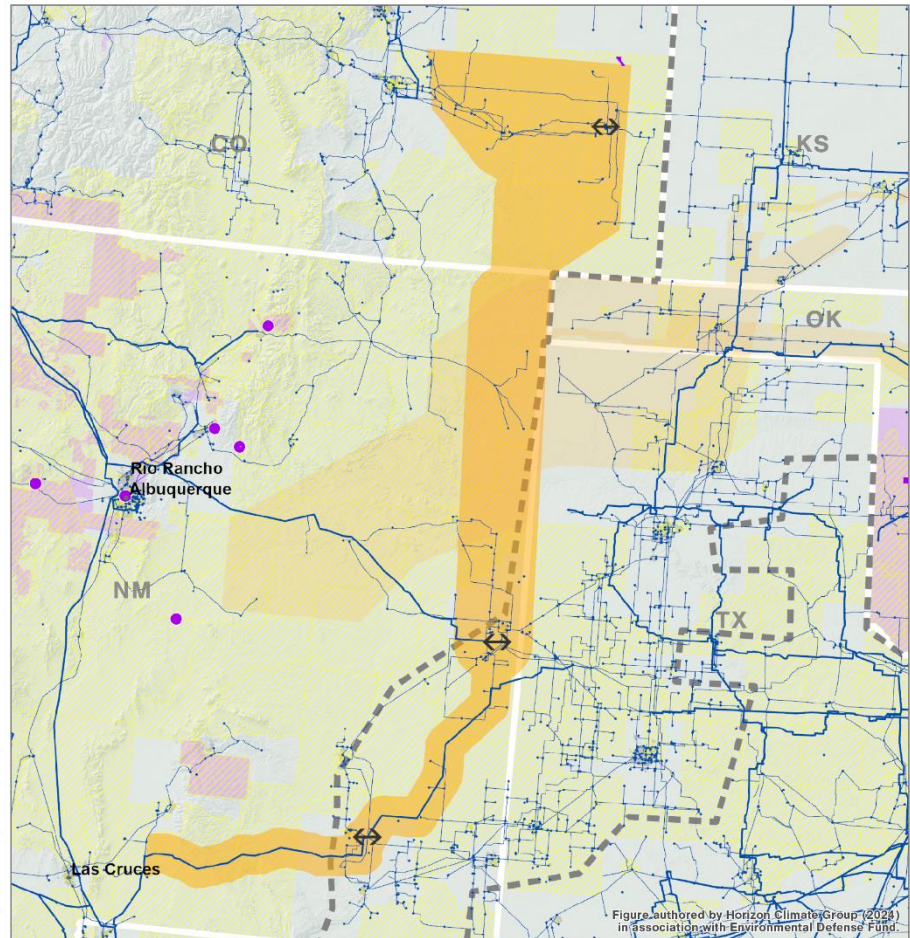 CO
KS
OK
Rio Rancho
Albuquerque
NM
TX
Las Cruces
Figure authored by Horizon Climate Group (2024)
in association with Environmental Defense Fund.